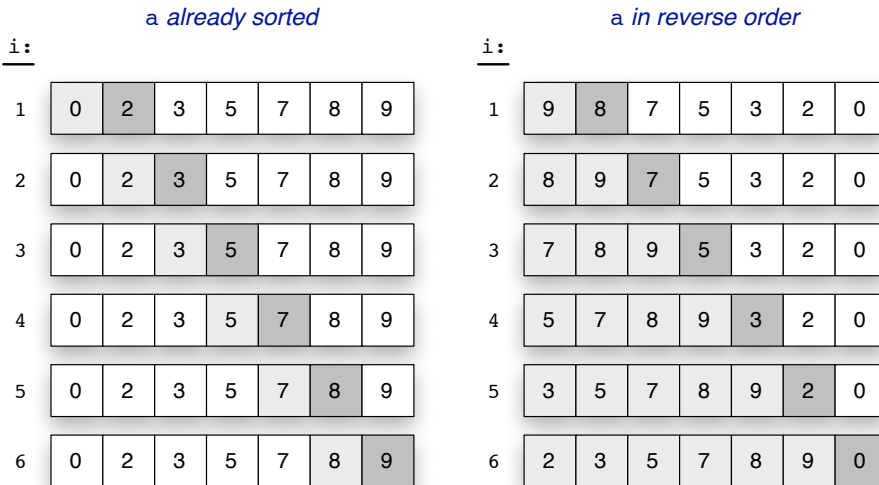 a already sorted
i:
1 0 2 3 5 7 8 9
2 0 2 3 5 7 8 9
3 0 2 3 5 7 8 9
4 0 2 3 5 7 8 9
5 0 2 3 5 7 8 9
6 0 2 3 5 7 8 9
a in reverse order
i:
1 9 8 7 5 3 2 0
2 8 9 7 5 3 2 0
3 7 8 9 5 3 2 0
4 5 7 8 9 3 2 0
5 3 5 7 8 9 2 0
6 2 3 5 7 8 9 0